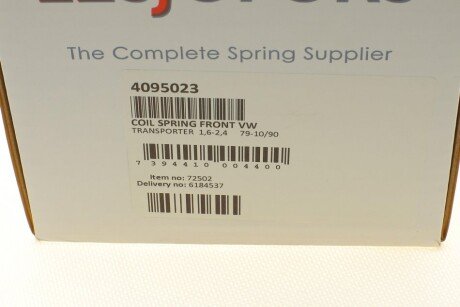 The Complete Spring Supplier
4095023
COIL SPRING FRONT VW
TRANSPORTER 1,6-2,4 79-10/90
7 394410 004400
Item no: 72502
Delivery no: 6184537